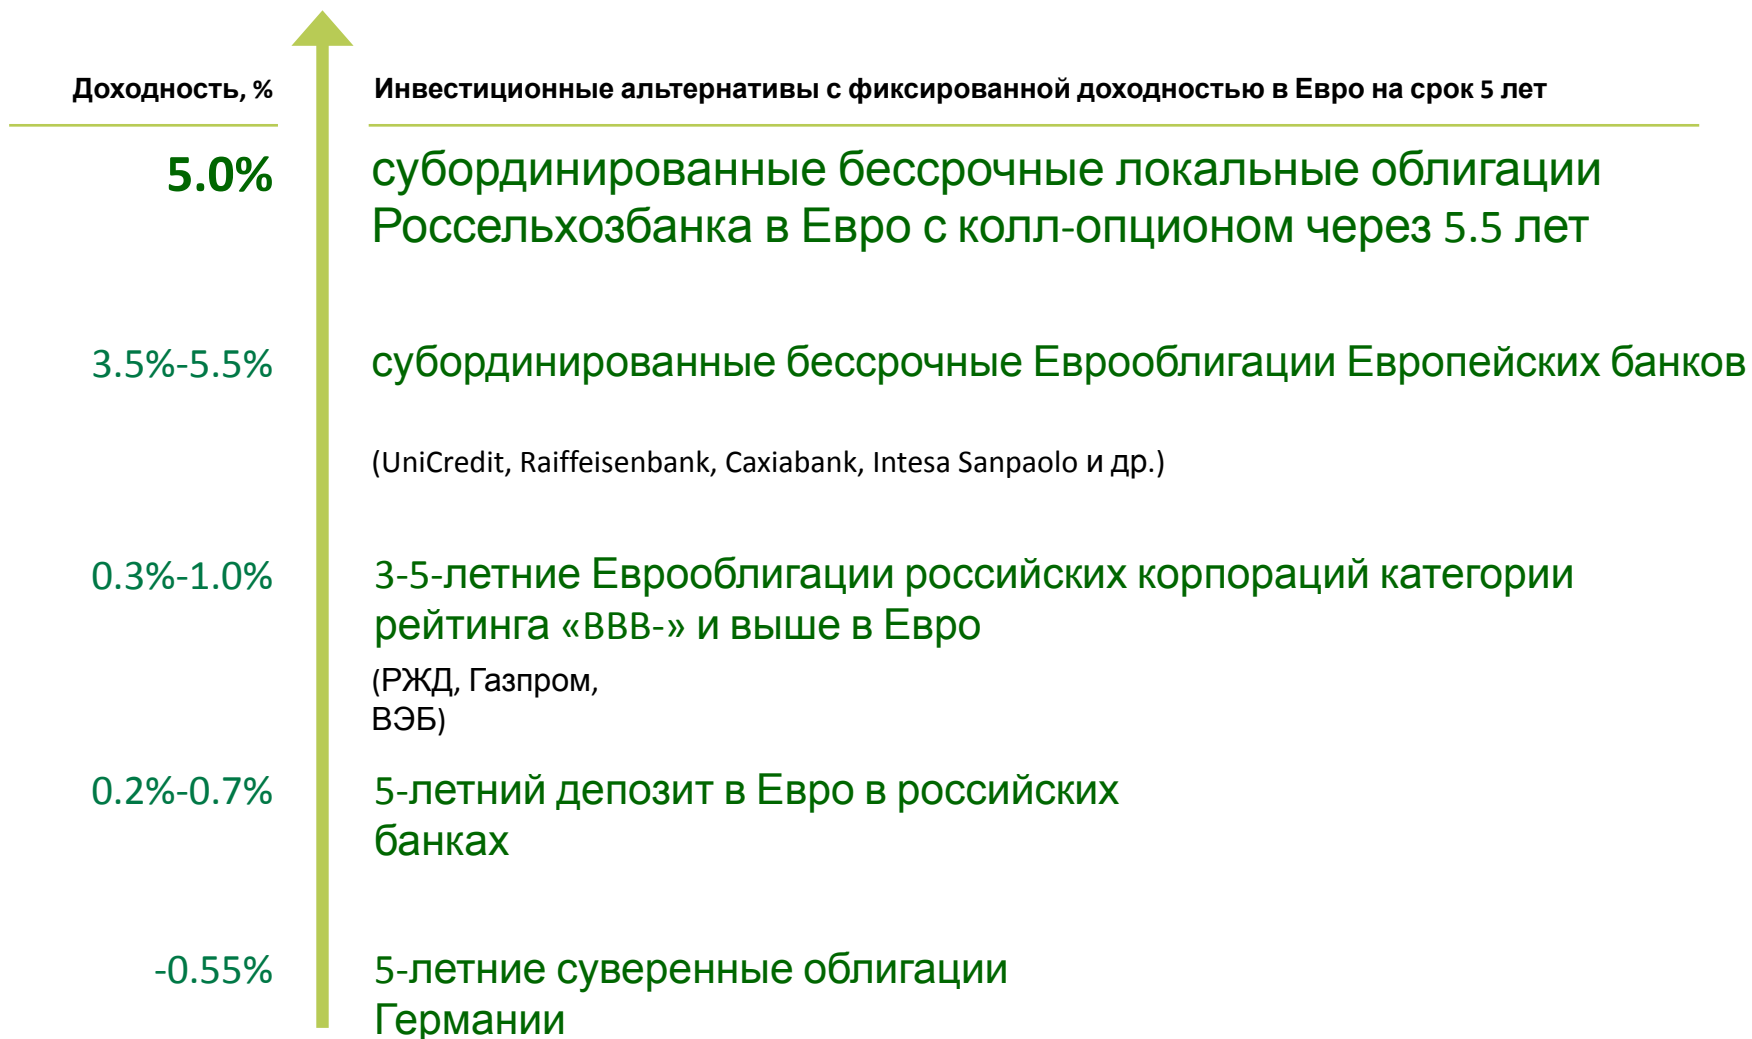 Доходность, %
Инвестиционные альтернативы с фиксированной доходностью в Евро на срок 5 лет
5.0%
субординированные бессрочные локальные облигации
Россельхозбанка в Евро с колл-опционом через 5.5 лет
3.5%-5.5%
субординированные бессрочные Еврооблигации Европейских банков
(UniCredit, Raiffeisenbank, Caxiabank, Intesa Sanpaolo и др.)
0.3%-1.0%
3-5-летние Еврооблигации российских корпораций категории
рейтинга «BBB-» и выше в Евро
(РЖД, Газпром,
ВЭБ)
0.2%-0.7%
5-летний депозит в Евро в российских
банках
-0.55%
5-летние суверенные облигации
Германии